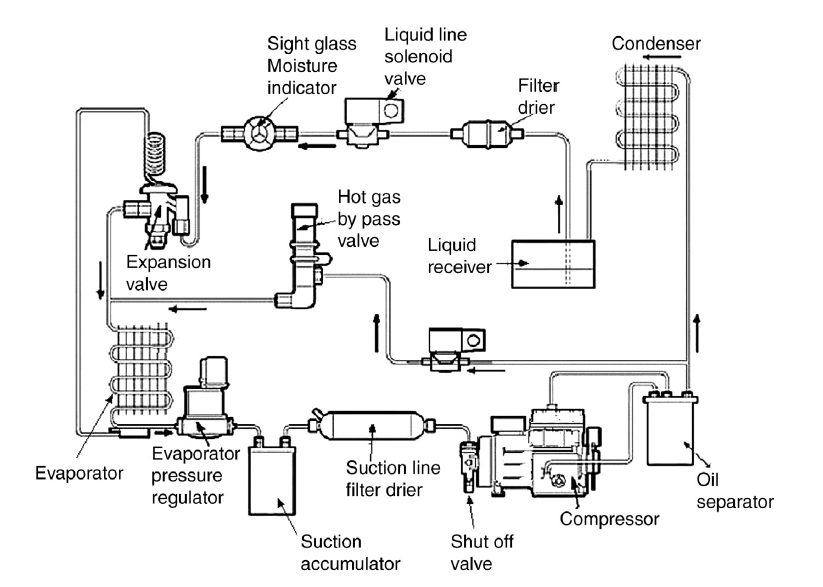 Sight glass
Moisture
indicator
Liquid line
solenoid
valve
Condenser
Filter
drier
Hot gas
by pass
valve
Liquid
receiver
Expansion
valve
Evaporator
Evaporator
pressure
regulator
Suction line
filter drier
Oil
separator
Compressor
Suction
accumulator
Shut off
valve